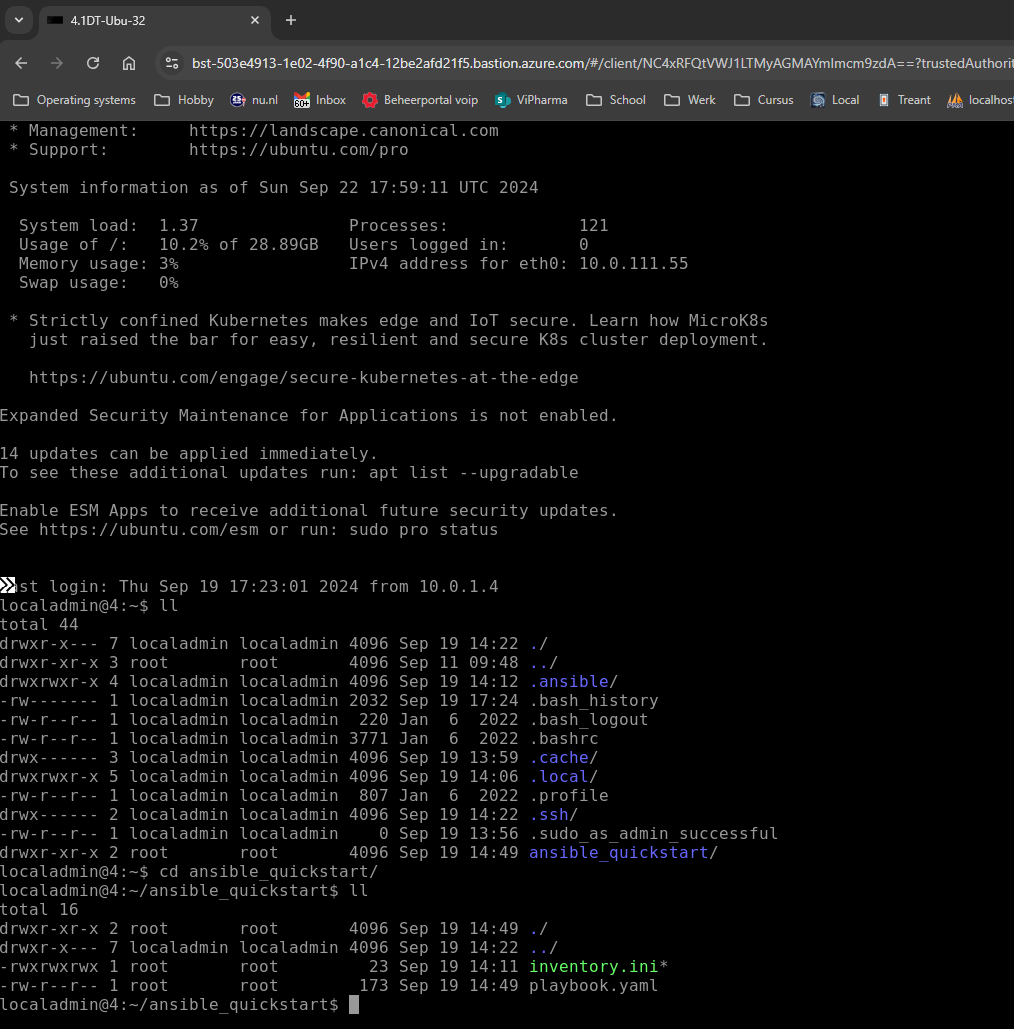 4.1DT-Ubu-32
bst-503e4913-1e02-4f90-a1c4-12be2afd21f5.bastion.azure.com/#/client/NC4xRFQtVWJ1LTMyAGMAYmlmcm9zdA==?trustedAuthorit
Operating systems Hobby nu.nl Inbox Beheerportal voip ViPharma School Werk Cursus Local Treant localhos
* Management: https://landscape.canonical.com
* Support: https://ubuntu.com/pro
System information as of Sun Sep 22 17:59:11 UTC 2024
System load: 1.37 Processes: 121
Usage of /: 10.2% of 28.89GB Users logged in: 0
Memory usage: 3% IPv4 address for eth0: 10.0.111.55
Swap usage: 0%
* Strictly confined Kubernetes makes edge and IoT secure. Learn how MicroK8s
just raised the bar for easy, resilient and secure K8s cluster deployment.
https://ubuntu.com/engage/secure-kubernetes-at-the-edge
Expanded Security Maintenance for Applications is not enabled.
14 updates can be applied immediately.
To see these additional updates run: apt list --upgradable
Enable ESM Apps to receive additional future security updates.
See https://ubuntu.com/esm or run: sudo pro status
ast login: Thu Sep 19 17:23:01 2024 from 10.0.1.4
localadmin@4:~$ ll
total 44
drwxr-x--- 7 localadmin localadmin 4096 Sep 19 14:22 ./
drwxr-xr-x 3 root root 4096 Sep 11 09:48 ../
drwxrwxr-x 4 localadmin localadmin 4096 Sep 19 14:12 .ansible/
-rw------- 1 localadmin localadmin 2032 Sep 19 17:24 .bash_history
-rw-r--r-- 1 localadmin localadmin 220 Jan 6 2022 .bash_logout
-rw-r--r-- 1 localadmin localadmin 3771 Jan 6 2022 .bashrc
drwx------ 3 localadmin localadmin 4096 Sep 19 13:59 .cache/
drwxrwxr-x 5 localadmin localadmin 4096 Sep 19 14:06 .local/
-rw-r--r-- 1 localadmin localadmin 807 Jan 6 2022 .profile
drwx------ 2 localadmin localadmin 4096 Sep 19 14:22 .ssh/
-rw-r--r-- 1 localadmin localadmin 0 Sep 19 13:56 .sudo_as_admin_successful
drwxr-xr-x 2 root root 4096 Sep 19 14:49 ansible_quickstart/
localadmin@4:~$ cd ansible_quickstart/
localadmin@4:~/ansible_quickstart$ ll
total 16
drwxr-xr-x 2 root root 4096 Sep 19 14:49 ./
drwxr-x--- 7 localadmin localadmin 4096 Sep 19 14:22 ../
-rwxrwxrwx 1 root root 23 Sep 19 14:11 inventory.ini*
-rw-r--r-- 1 root root 173 Sep 19 14:49 playbook.yaml
localadmin@4:~/ansible_quickstart$